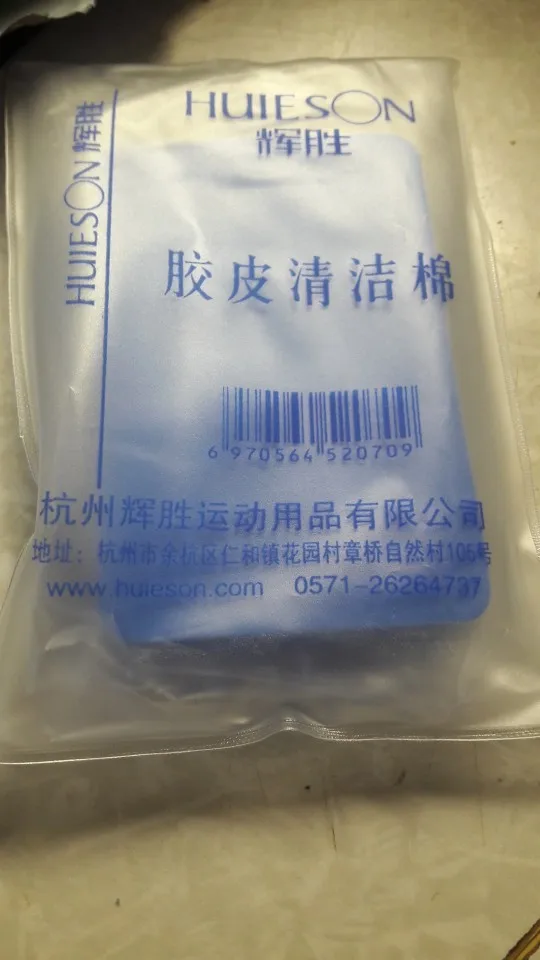 HUIESON 辉胜
HUIESON
辉胜
胶皮清洁棉
6 970564 520709
杭州辉胜运动用品有限公司
地址：杭州市余杭区仁和镇花园村章桥自然村105号
www.huieson.com 0571-26264737